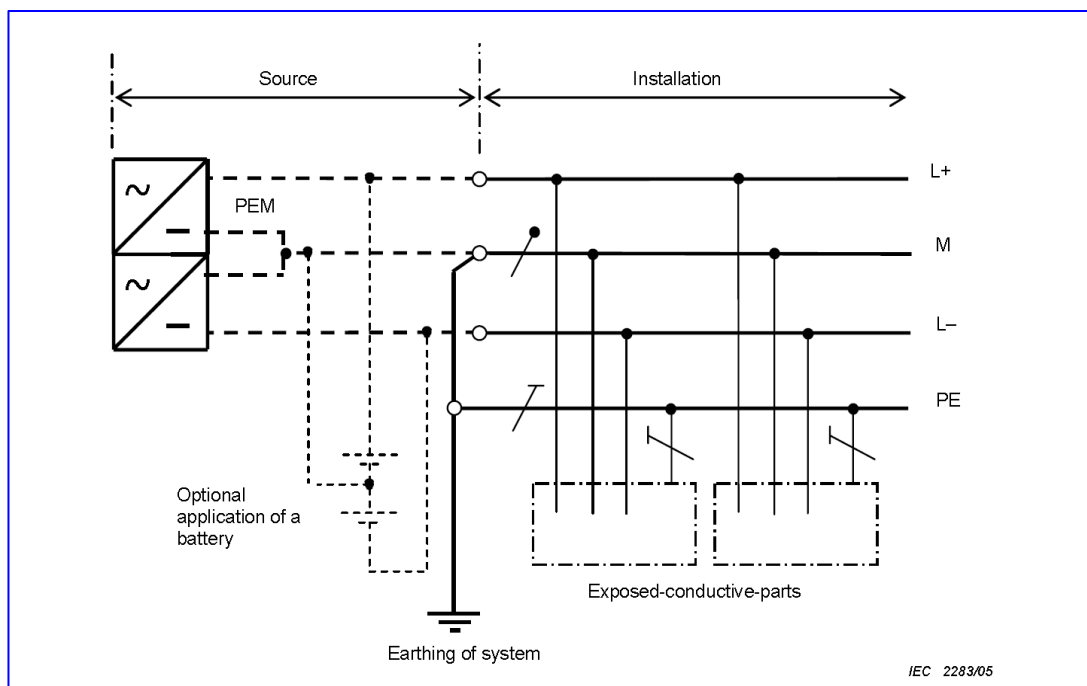 Source
Installation
L+
PEM
M
L–
PE
Optional
application of a
battery
Exposed-conductive-parts
Earthing of system
IEC 2283/05